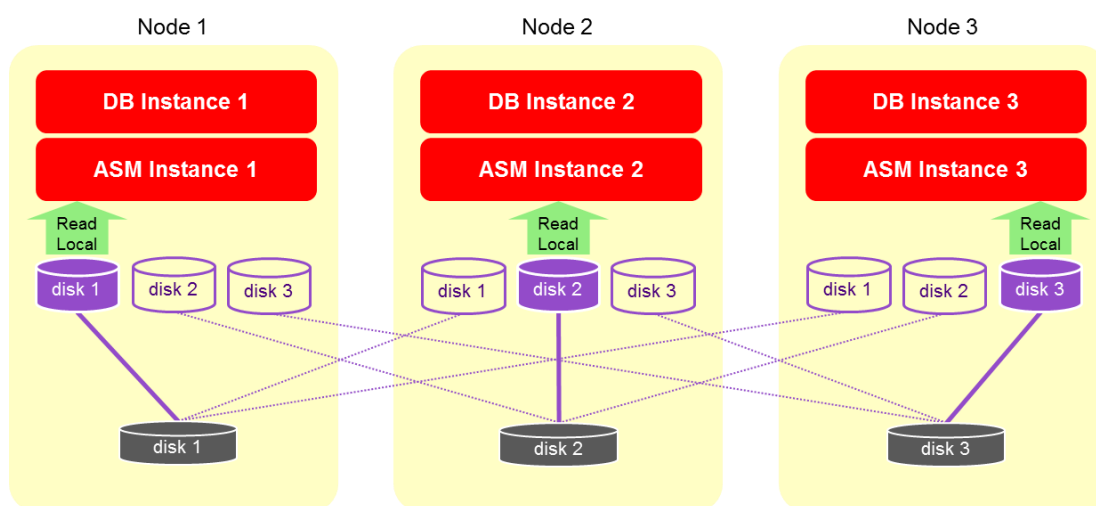 Node 1
Node 2
Node 3
DB Instance 1
DB Instance 2
DB Instance 3
ASM Instance 1
ASM Instance 2
ASM Instance 3
Read
Local
Read
Local
Read
Local
disk 1
disk 2
disk 3
disk 1
disk 2
disk 3
disk 1
disk 2
disk 3
disk 1
disk 2
disk 3